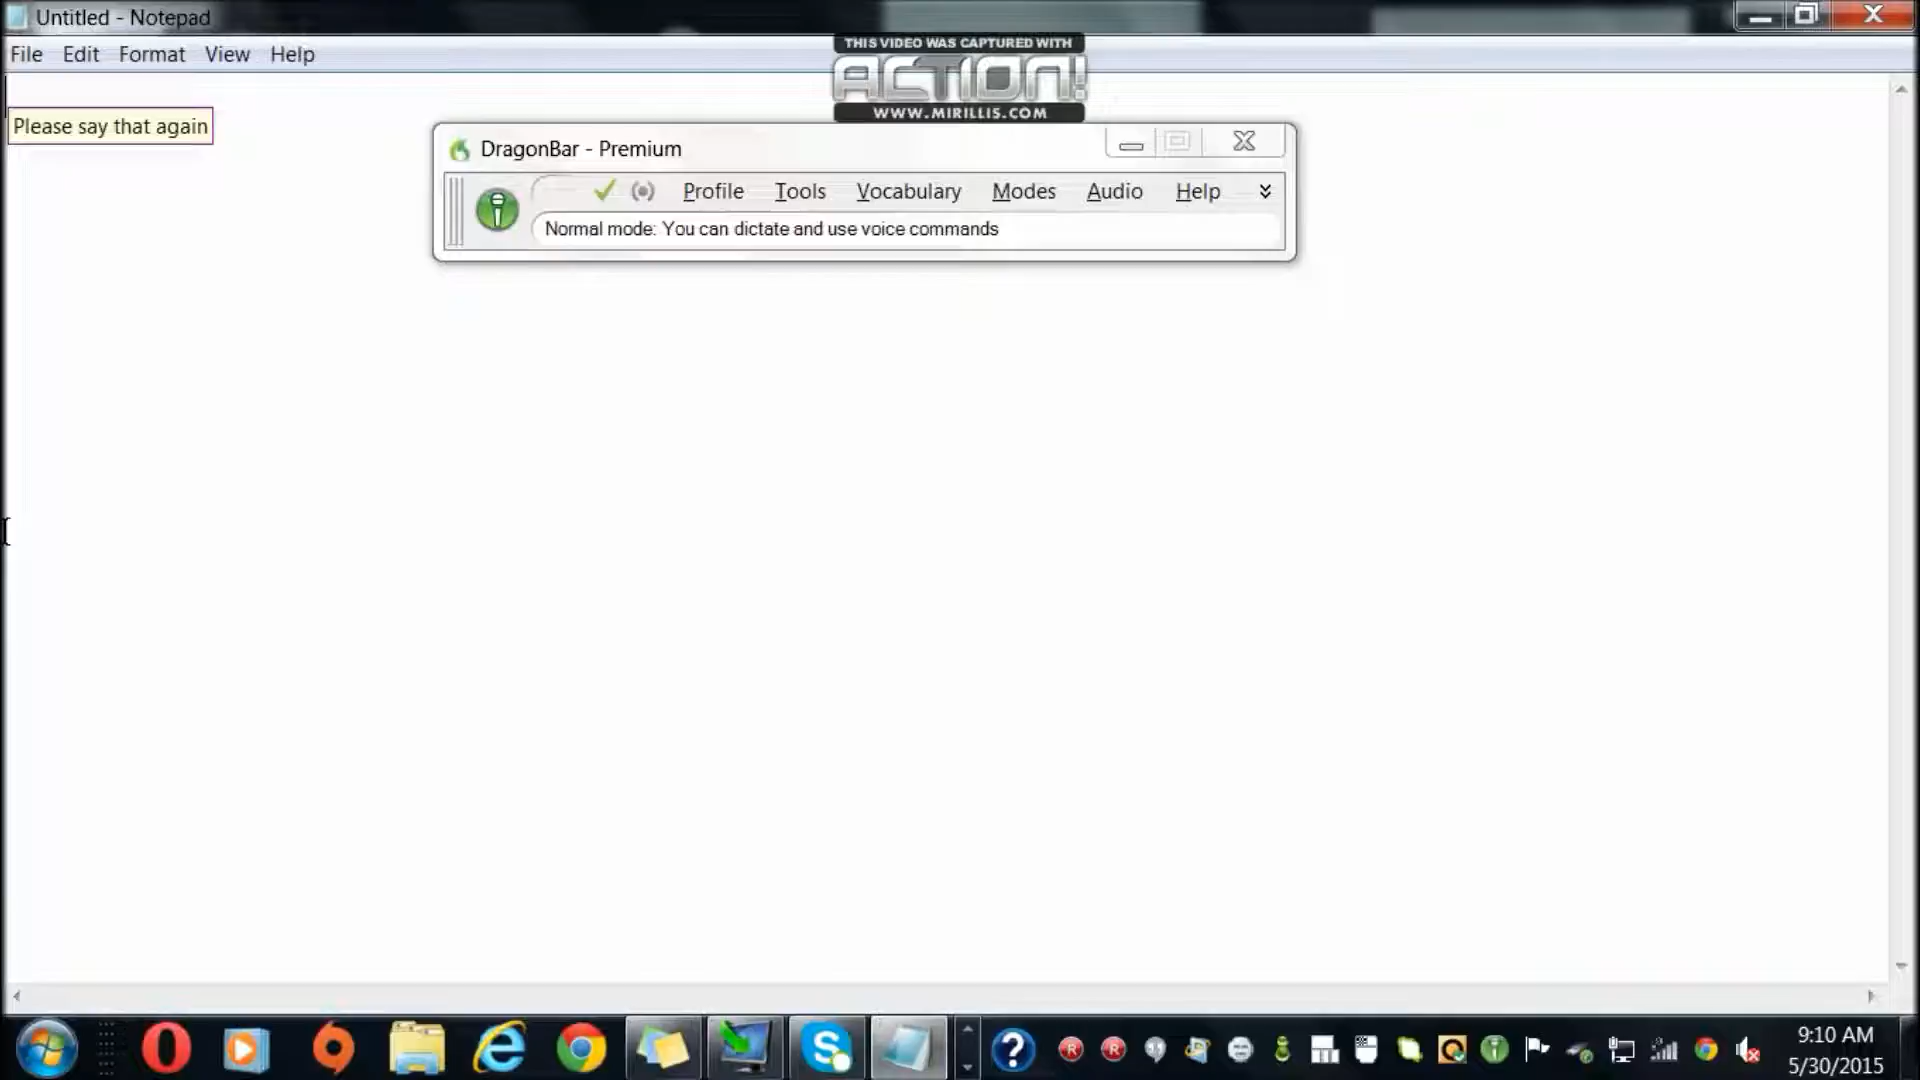 Untitled - Notepad
File Edit Format View Help
THIS VIDEO WAS CAPTURED WITH
ACTION!
WWW.MIRILLIS.COM
Please say that again
DragonBar - Premium
Profile Tools Vocabulary Modes Audio Help
Normal mode: You can dictate and use voice commands
9:10 AM
5/30/2015